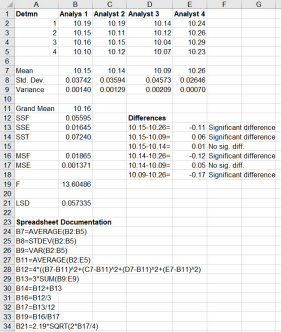 A B C D E F G
1 Detmn Analys 1 Analyst 2 Analyst 3 Analyst 4
2 1 10.19 10.19 10.14 10.24
3 2 10.15 10.11 10.12 10.26
4 3 10.16 10.15 10.04 10.29
5 4 10.10 10.12 10.07 10.23
6
7 Mean 10.15 10.14 10.09 10.26
8 Std. Dev. 0.03742 0.03594 0.04573 0.02646
9 Variance 0.00140 0.00129 0.00209 0.00070
10
11 Grand Mean 10.16
12 SSF 0.05595 Differences
13 SSE 0.01645 10.15-10.26= -0.11 Significant difference
14 SST 0.07240 10.15-10.09= 0.06 Significant difference
15 10.15-10.14= 0.01 No sig. diff.
16 MSF 0.01865 10.14-10.26= -0.12 Significant difference
17 MSE 0.001371 10.14-10.09= 0.05 No sig. diff.
18 10.09-10.26= -0.17 Significant difference
19 F 13.60486
20
21 LSD 0.057335
22
23 Spreadsheet Documentation
24 B7=AVERAGE(B2:B5)
25 B8=STDEV(B2:B5)
26 B9=VAR(B2:B5)
27 B11=AVERAGE(B2:E5)
28 B12=4*((B7-B11)^2+(C7-B11)^2+(D7-B11)^2+(E7-B11)^2)
29 B13=3*SUM(B9:E9)
30 B14=B12+B13
31 B16=B12/3
32 B17=B13/12
33 B19=B16/B17
34 B21=2.19*SQRT(2*B17/4)